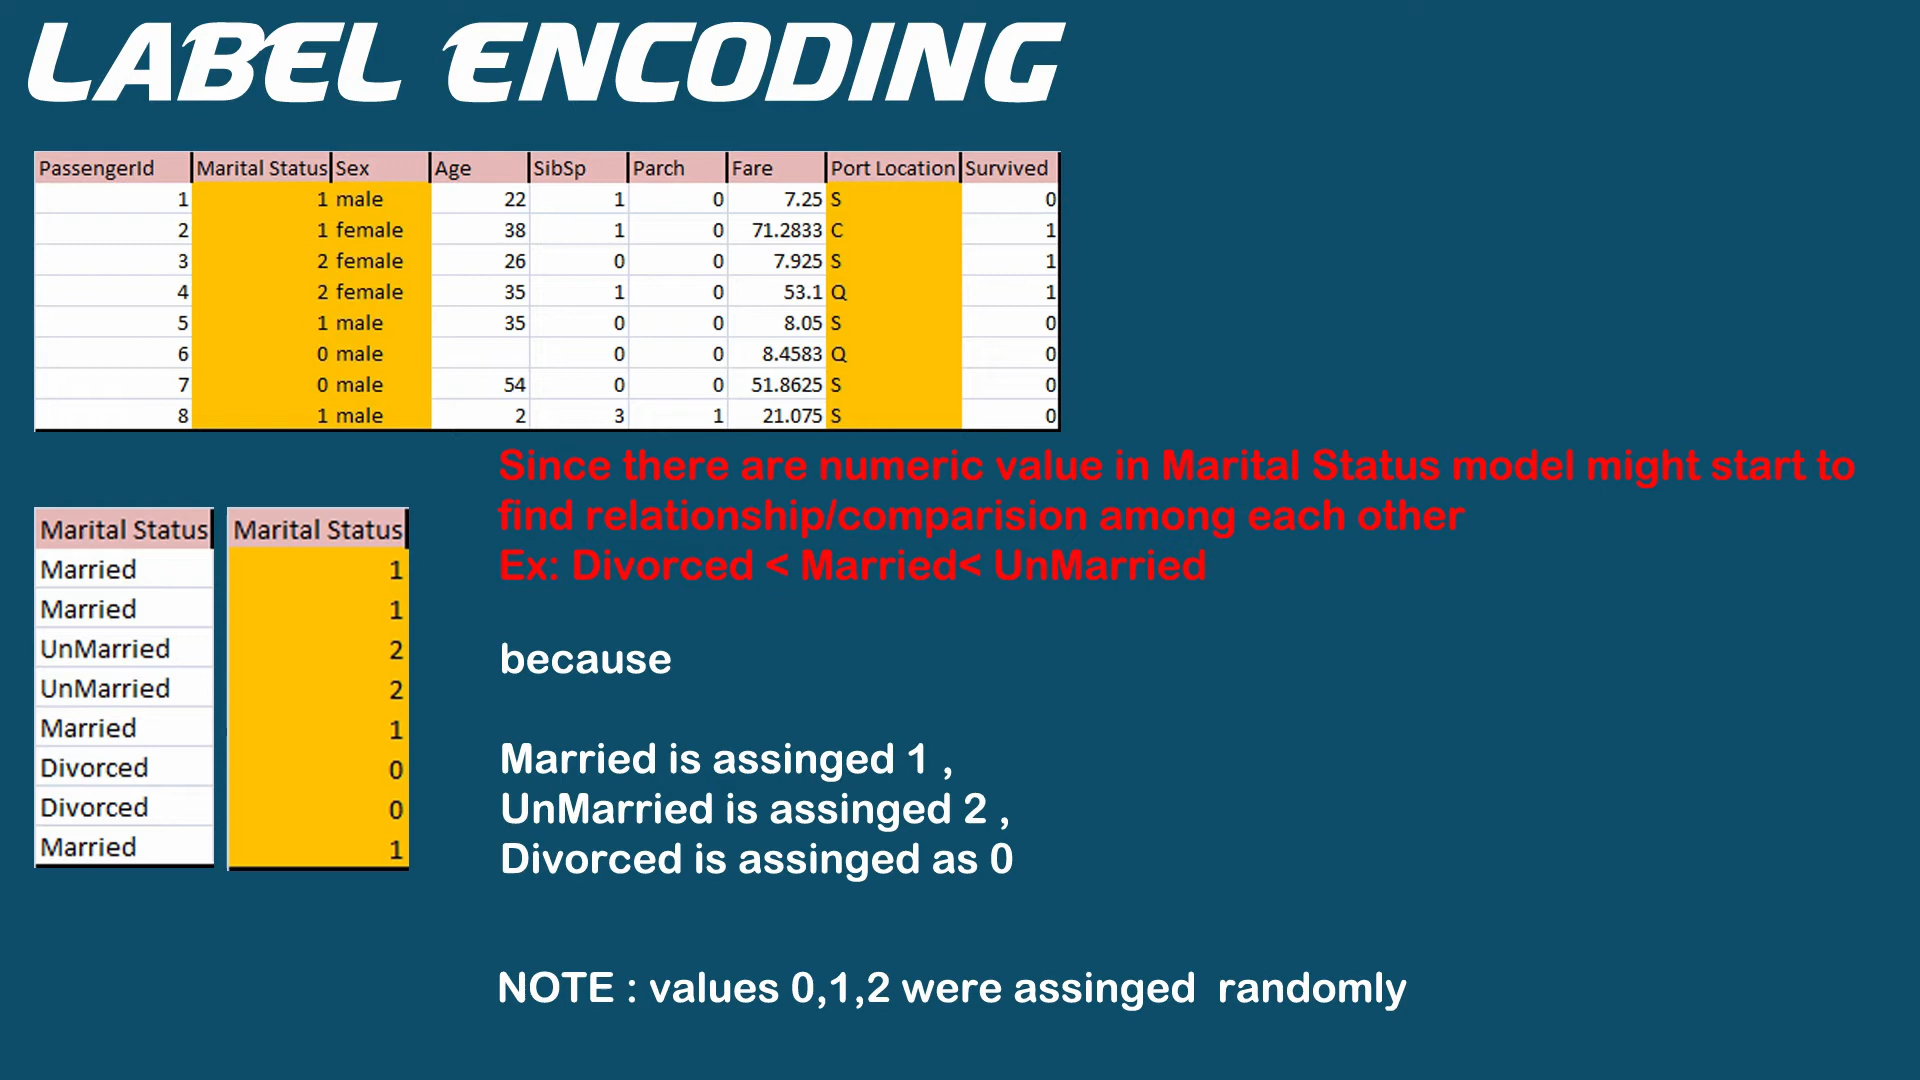 LABEL ENCODING
PassengerId Marital Status Sex Age SibSp Parch Fare Port Location Survived
1 1 male 22 1 0 7.25 S 0
2 1 female 38 1 0 71.2833 C 1
3 2 female 26 0 0 7.925 S 1
4 2 female 35 1 0 53.1 Q 1
5 1 male 35 0 0 8.05 S 0
6 0 male 0 0 8.4583 Q 0
7 0 male 54 0 0 51.8625 S 0
8 1 male 2 3 1 21.075 S 0
Since there are numeric value in Marital Status model might start to
find relationship/comparision among each other
Ex: Divorced < Married< UnMarried
Marital Status Marital Status
Married 1
Married 1
UnMarried 2
UnMarried 2
Married 1
Divorced 0
Divorced 0
Married 1
because
Married is assinged 1 ,
UnMarried is assinged 2 ,
Divorced is assinged as 0
NOTE : values 0,1,2 were assinged randomly